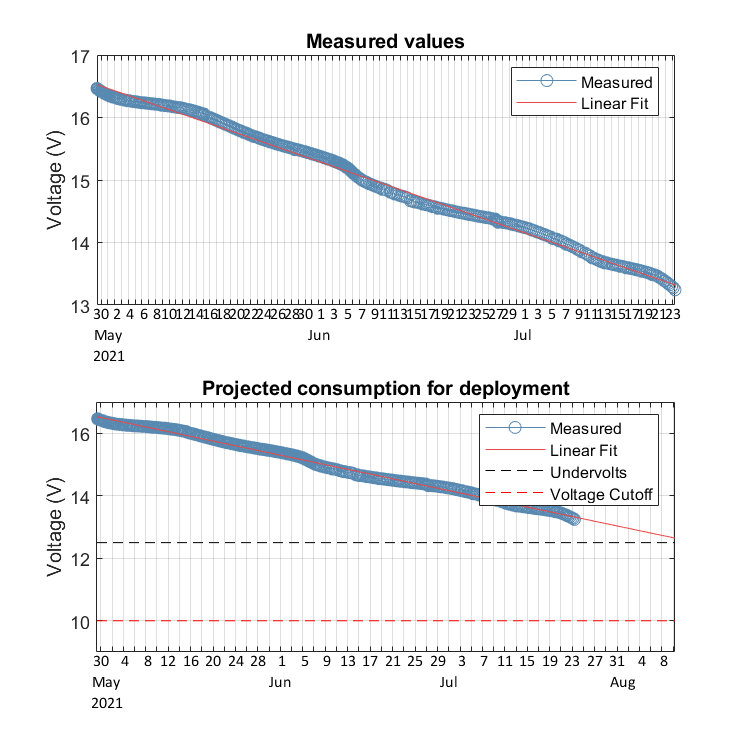 Measured values
17
16
15
14
13
Voltage (V)
Measured
Linear Fit
30 2 4 6 8 10 12 14 16 18 20 22 24 26 28 30 1 3 5 7 9 11 13 15 17 19 21 23 25 27 29 1 3 5 7 9 11 13 15 17 19 21 23
May Jun Jul
2021
Projected consumption for deployment
16
14
12
10
Voltage (V)
Measured
Linear Fit
Undervolts
Voltage Cutoff
30 4 8 12 16 20 24 28 1 5 9 13 17 21 25 29 3 7 11 15 19 23 27 31 4 8
May Jun Jul Aug
2021